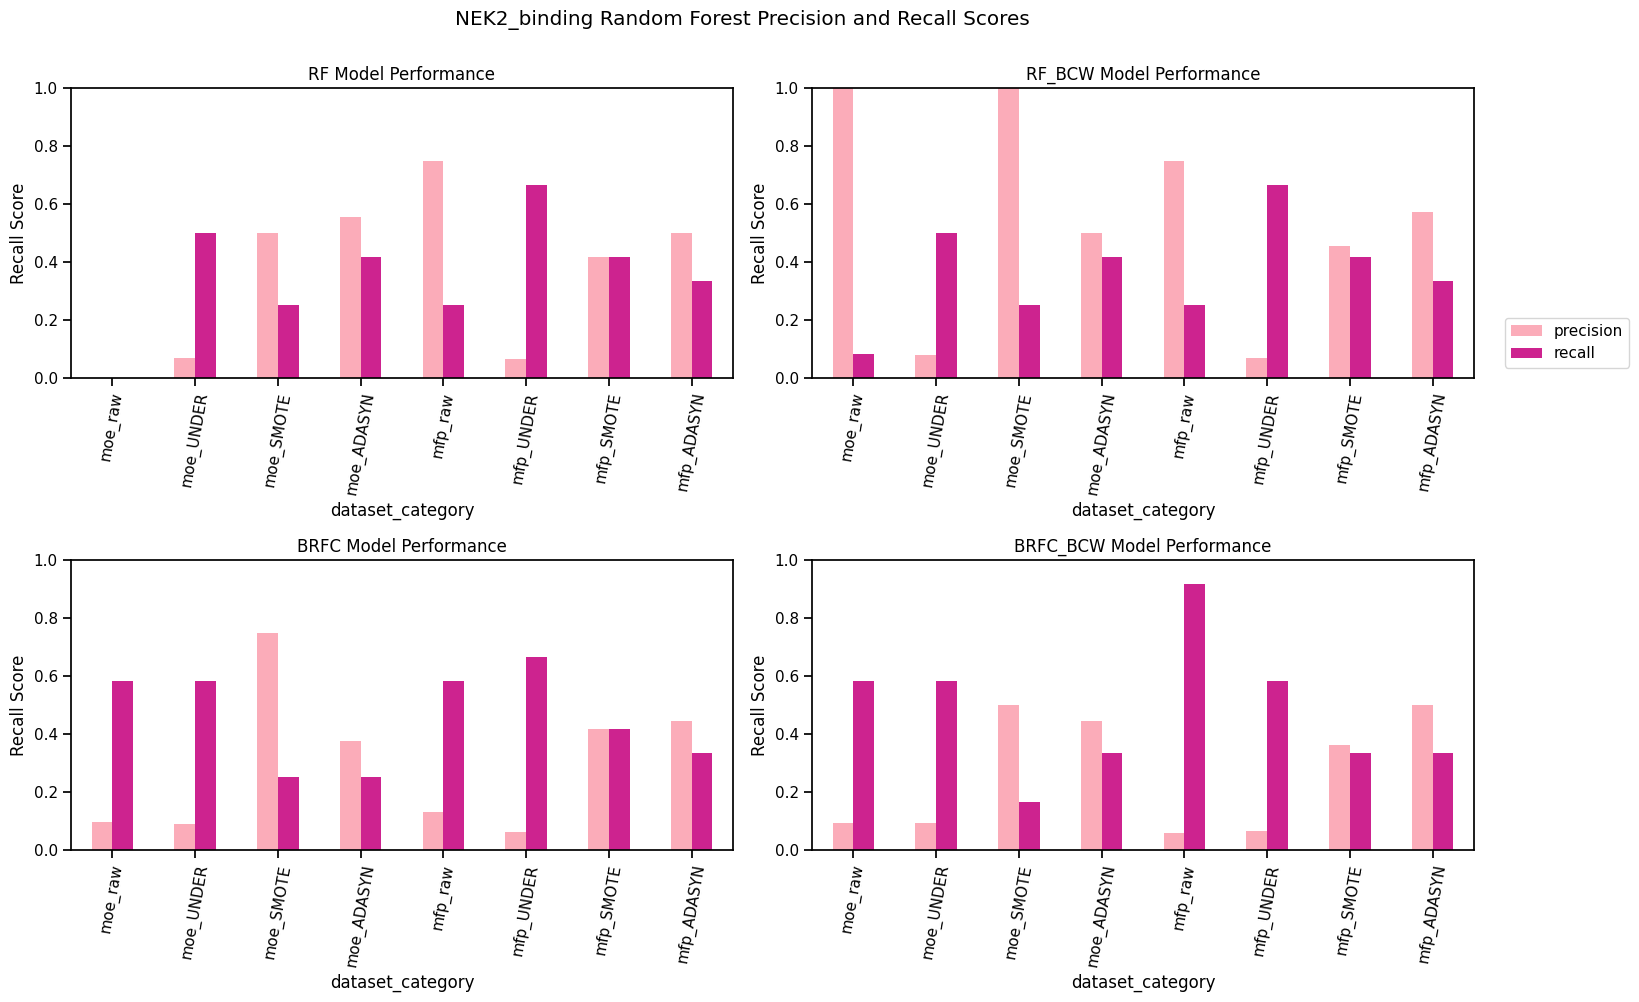 NEK2_binding Random Forest Precision and Recall Scores
RF Model Performance
Recall Score
1.0
0.8
0.6
0.4
0.2
0.0
moe_raw
moe_UNDER
moe_SMOTE
moe_ADASYN
mfp_raw
mfp_UNDER
mfp_SMOTE
mfp_ADASYN
dataset_category
RF_BCW Model Performance
Recall Score
1.0
0.8
0.6
0.4
0.2
0.0
moe_raw
moe_UNDER
moe_SMOTE
moe_ADASYN
mfp_raw
mfp_UNDER
mfp_SMOTE
mfp_ADASYN
dataset_category
precision
recall
BRFC Model Performance
Recall Score
1.0
0.8
0.6
0.4
0.2
0.0
moe_raw
moe_UNDER
moe_SMOTE
moe_ADASYN
mfp_raw
mfp_UNDER
mfp_SMOTE
mfp_ADASYN
dataset_category
BRFC_BCW Model Performance
Recall Score
1.0
0.8
0.6
0.4
0.2
0.0
moe_raw
moe_UNDER
moe_SMOTE
moe_ADASYN
mfp_raw
mfp_UNDER
mfp_SMOTE
mfp_ADASYN
dataset_category